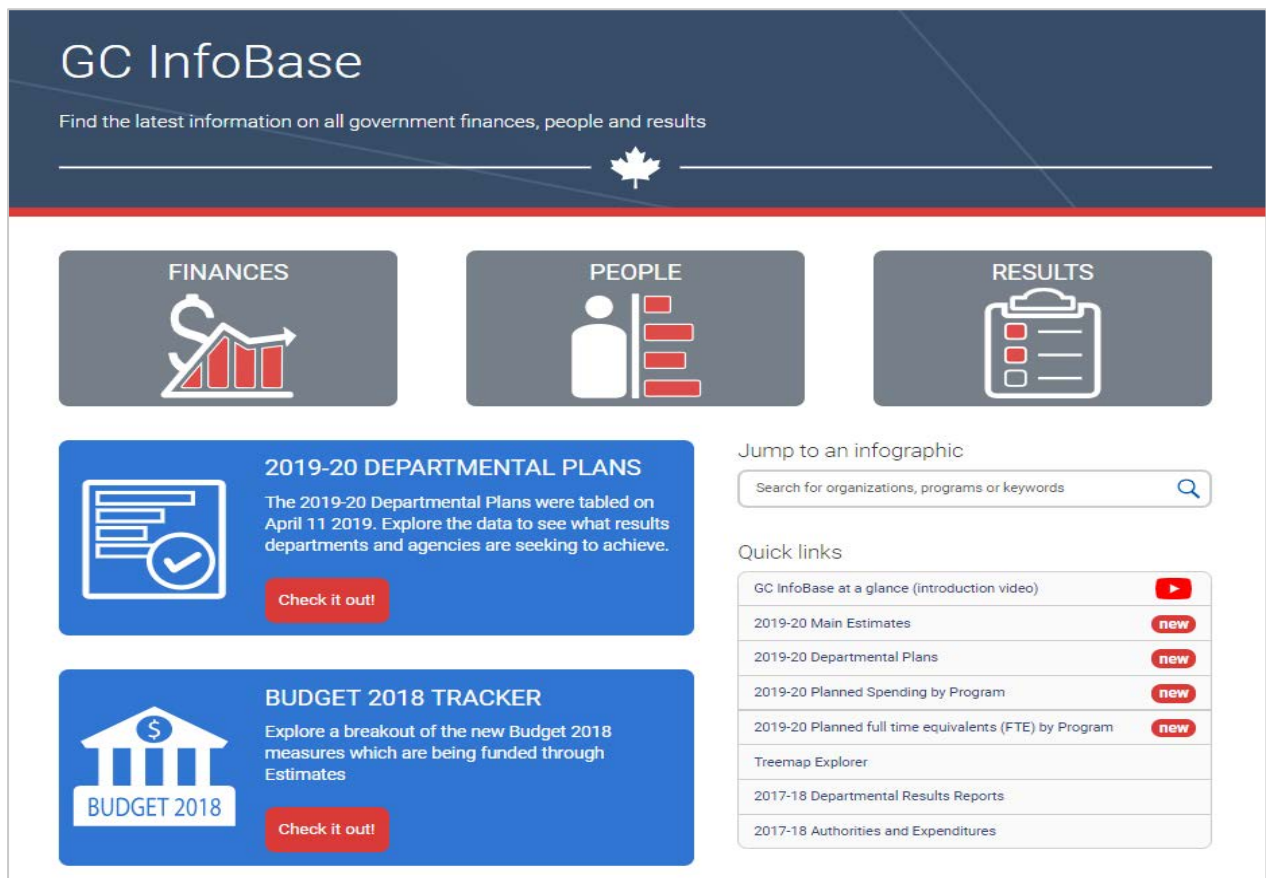 GC InfoBase
Find the latest information on all government finances, people and results
FINANCES
PEOPLE
RESULTS
2019-20 DEPARTMENTAL PLANS
The 2019-20 Departmental Plans were tabled on
April 11 2019. Explore the data to see what results
departments and agencies are seeking to achieve.
Check it out!
$
BUDGET 2018
BUDGET 2018 TRACKER
Explore a breakout of the new Budget 2018
measures which are being funded through
Estimates
Check it out!
Jump to an infographic
Search for organizations, programs or keywords
Quick links
GC InfoBase at a glance (introduction video)
2019-20 Main Estimates new
2019-20 Departmental Plans new
2019-20 Planned Spending by Program new
2019-20 Planned full time equivalents (FTE) by Program new
Treemap Explorer
2017-18 Departmental Results Reports
2017-18 Authorities and Expenditures